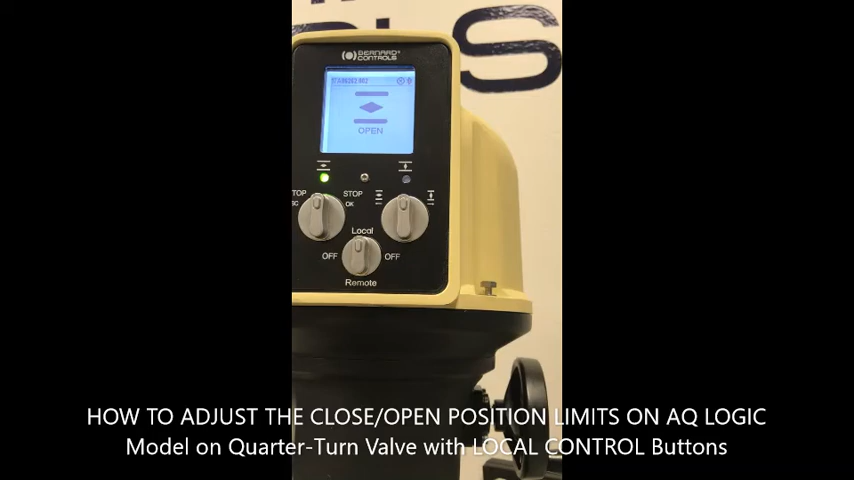 BERNARD
CONTROLS
OPEN
STOP
OK
Local
OFF
OFF
Remote
HOW TO ADJUST THE CLOSE/OPEN POSITION LIMITS ON AQ LOGIC
Model on Quarter-Turn Valve with LOCAL CONTROL Buttons